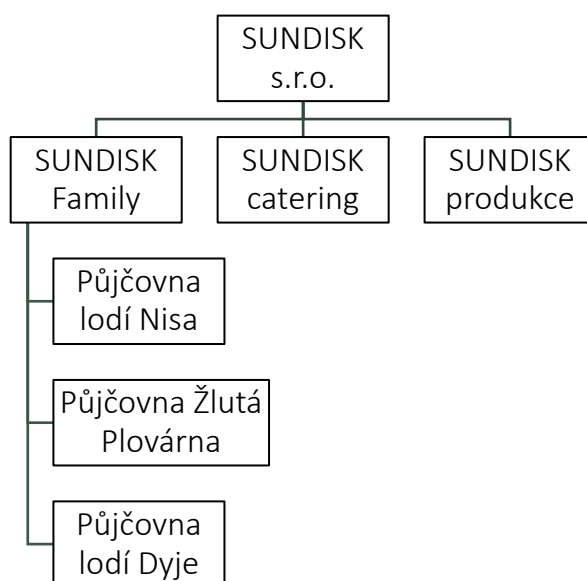 SUNDISK
s.r.o.
SUNDISK
Family
SUNDISK
catering
SUNDISK
produkce
Půjčovna
lodí Nisa
Půjčovna Žlutá
Plovárna
Půjčovna
lodí Dyje